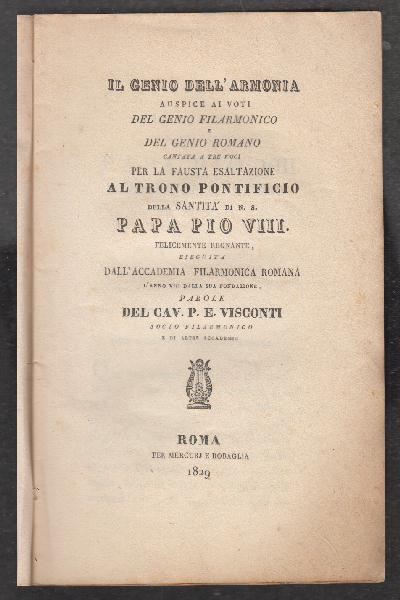 IL GENIO DELL'ARMONIA
AUSPICE AI VOTI
DEL GENIO FILARMONICO
E
DEL GENIO ROMANO
CANTATA A TRE VOCI
PER LA FAUSTA ESALTAZIONE
AL TRONO PONTIFICIO
DELLA SANTITA' DI N. S.
PAPA PIO VIII.
FELICEMENTE REGNANTE,
ESEGUITA
DALL'ACCADEMIA FILARMONICA ROMANA
L'ANNO VIII DALLA SUA FONDAZIONE,
PAROLE
DEL CAV. P. E. VISCONTI
SOCIO FILARMONICO
E DI ALTRE ACCADEMIE
ROMA
PER MERCURJ E ROBAGLIA
1829